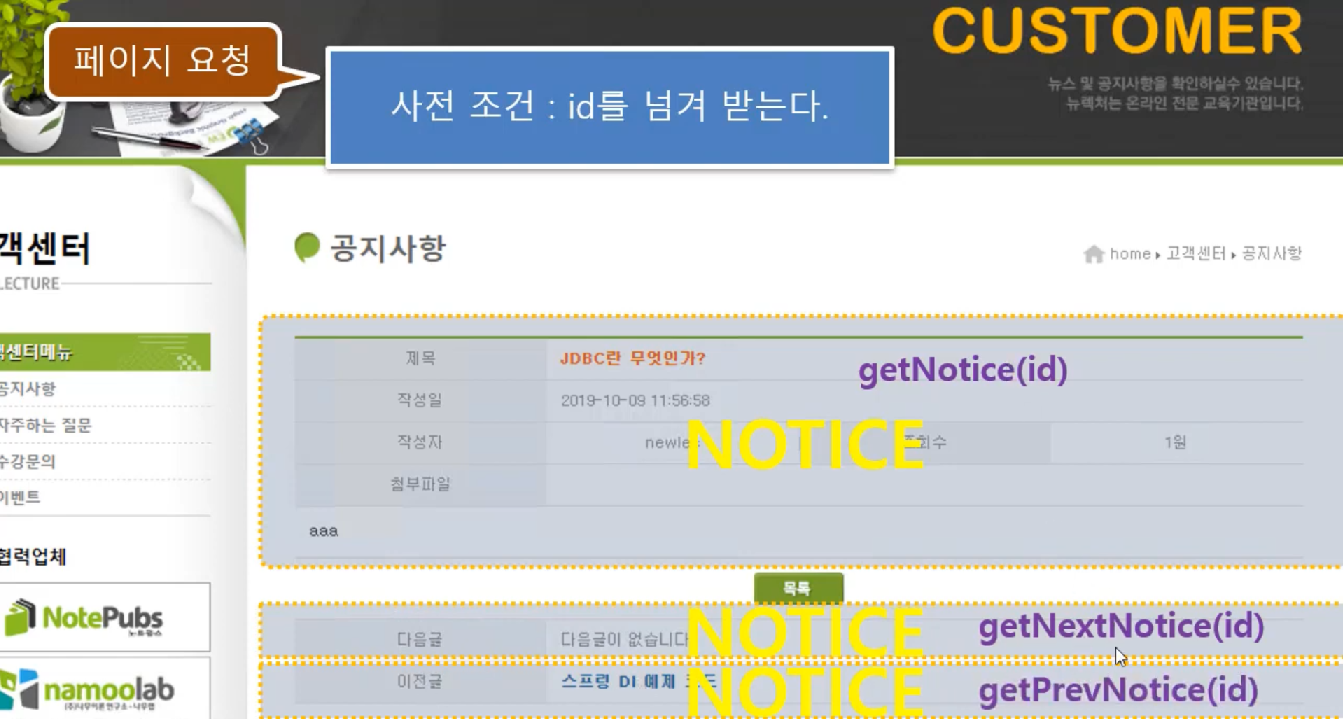 CUSTOMER
페이지 요청
사전 조건 : id를 넘겨 받는다.
뉴스 및 공지사항을 확인하실수 있습니다.
뉴렉처는 온라인 전문 교육기관입니다.
객센터
LECTURE
공지사항
home 고객센터 공지사항
객센터메뉴
공지사항
자주하는 질문
수강문의
이벤트
협력업체
NotePubs
노트펍스
namoolab
제목 JDBC란 무엇인가?
getNotice(id)
작성일 2019-10-09 11:56:58
작성자 newlec 조회수 1원
NOTICE
첨부파일
aaa
목록
다음글 다음글이 없습니다
NOTICE
getNextNotice(id)
이전글 스프링 DI 예제 코드
NOTICE
getPrevNotice(id)